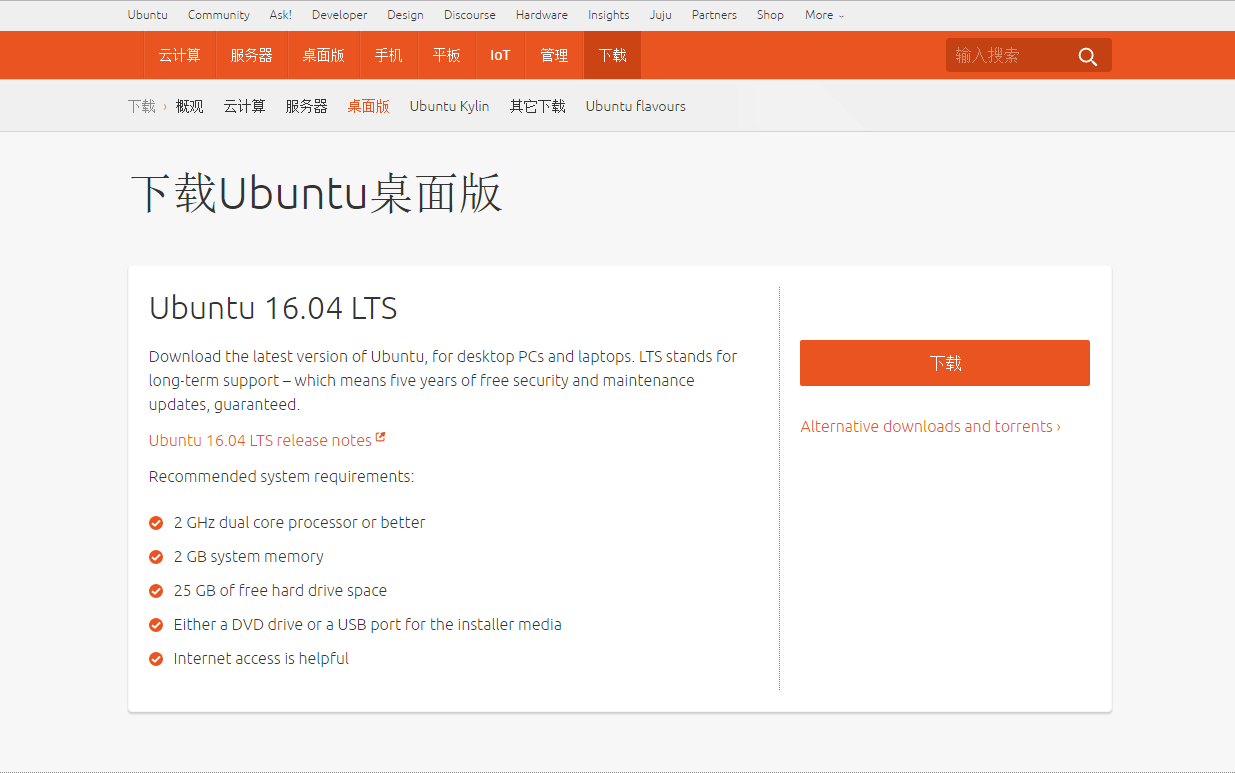 Ubuntu Community Ask! Developer Design Discourse Hardware Insights Juju Partners Shop More
云计算 服务器 桌面版 手机 平板 IoT 管理 下载 输入搜索
下载 › 概观 云计算 服务器 桌面版 Ubuntu Kylin 其它下载 Ubuntu flavours
下载Ubuntu桌面版
Ubuntu 16.04 LTS
Download the latest version of Ubuntu, for desktop PCs and laptops. LTS stands for
long-term support – which means five years of free security and maintenance
updates, guaranteed.
Ubuntu 16.04 LTS release notes
Recommended system requirements:
2 GHz dual core processor or better
2 GB system memory
25 GB of free hard drive space
Either a DVD drive or a USB port for the installer media
Internet access is helpful
下载
Alternative downloads and torrents ›